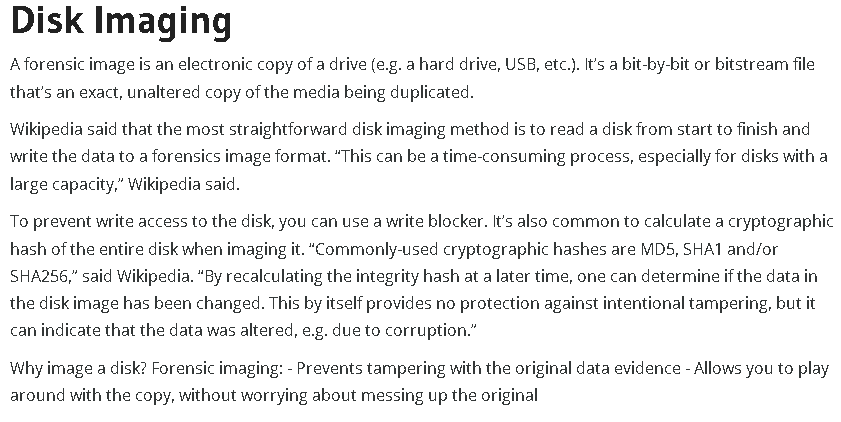 Disk Imaging
A forensic image is an electronic copy of a drive (e.g. a hard drive, USB, etc.). It’s a bit-by-bit or bitstream file
that’s an exact, unaltered copy of the media being duplicated.
Wikipedia said that the most straightforward disk imaging method is to read a disk from start to finish and
write the data to a forensics image format. “This can be a time-consuming process, especially for disks with a
large capacity,” Wikipedia said.
To prevent write access to the disk, you can use a write blocker. It’s also common to calculate a cryptographic
hash of the entire disk when imaging it. “Commonly-used cryptographic hashes are MD5, SHA1 and/or
SHA256,” said Wikipedia. “By recalculating the integrity hash at a later time, one can determine if the data in
the disk image has been changed. This by itself provides no protection against intentional tampering, but it
can indicate that the data was altered, e.g. due to corruption.”
Why image a disk? Forensic imaging: - Prevents tampering with the original data evidence - Allows you to play
around with the copy, without worrying about messing up the original